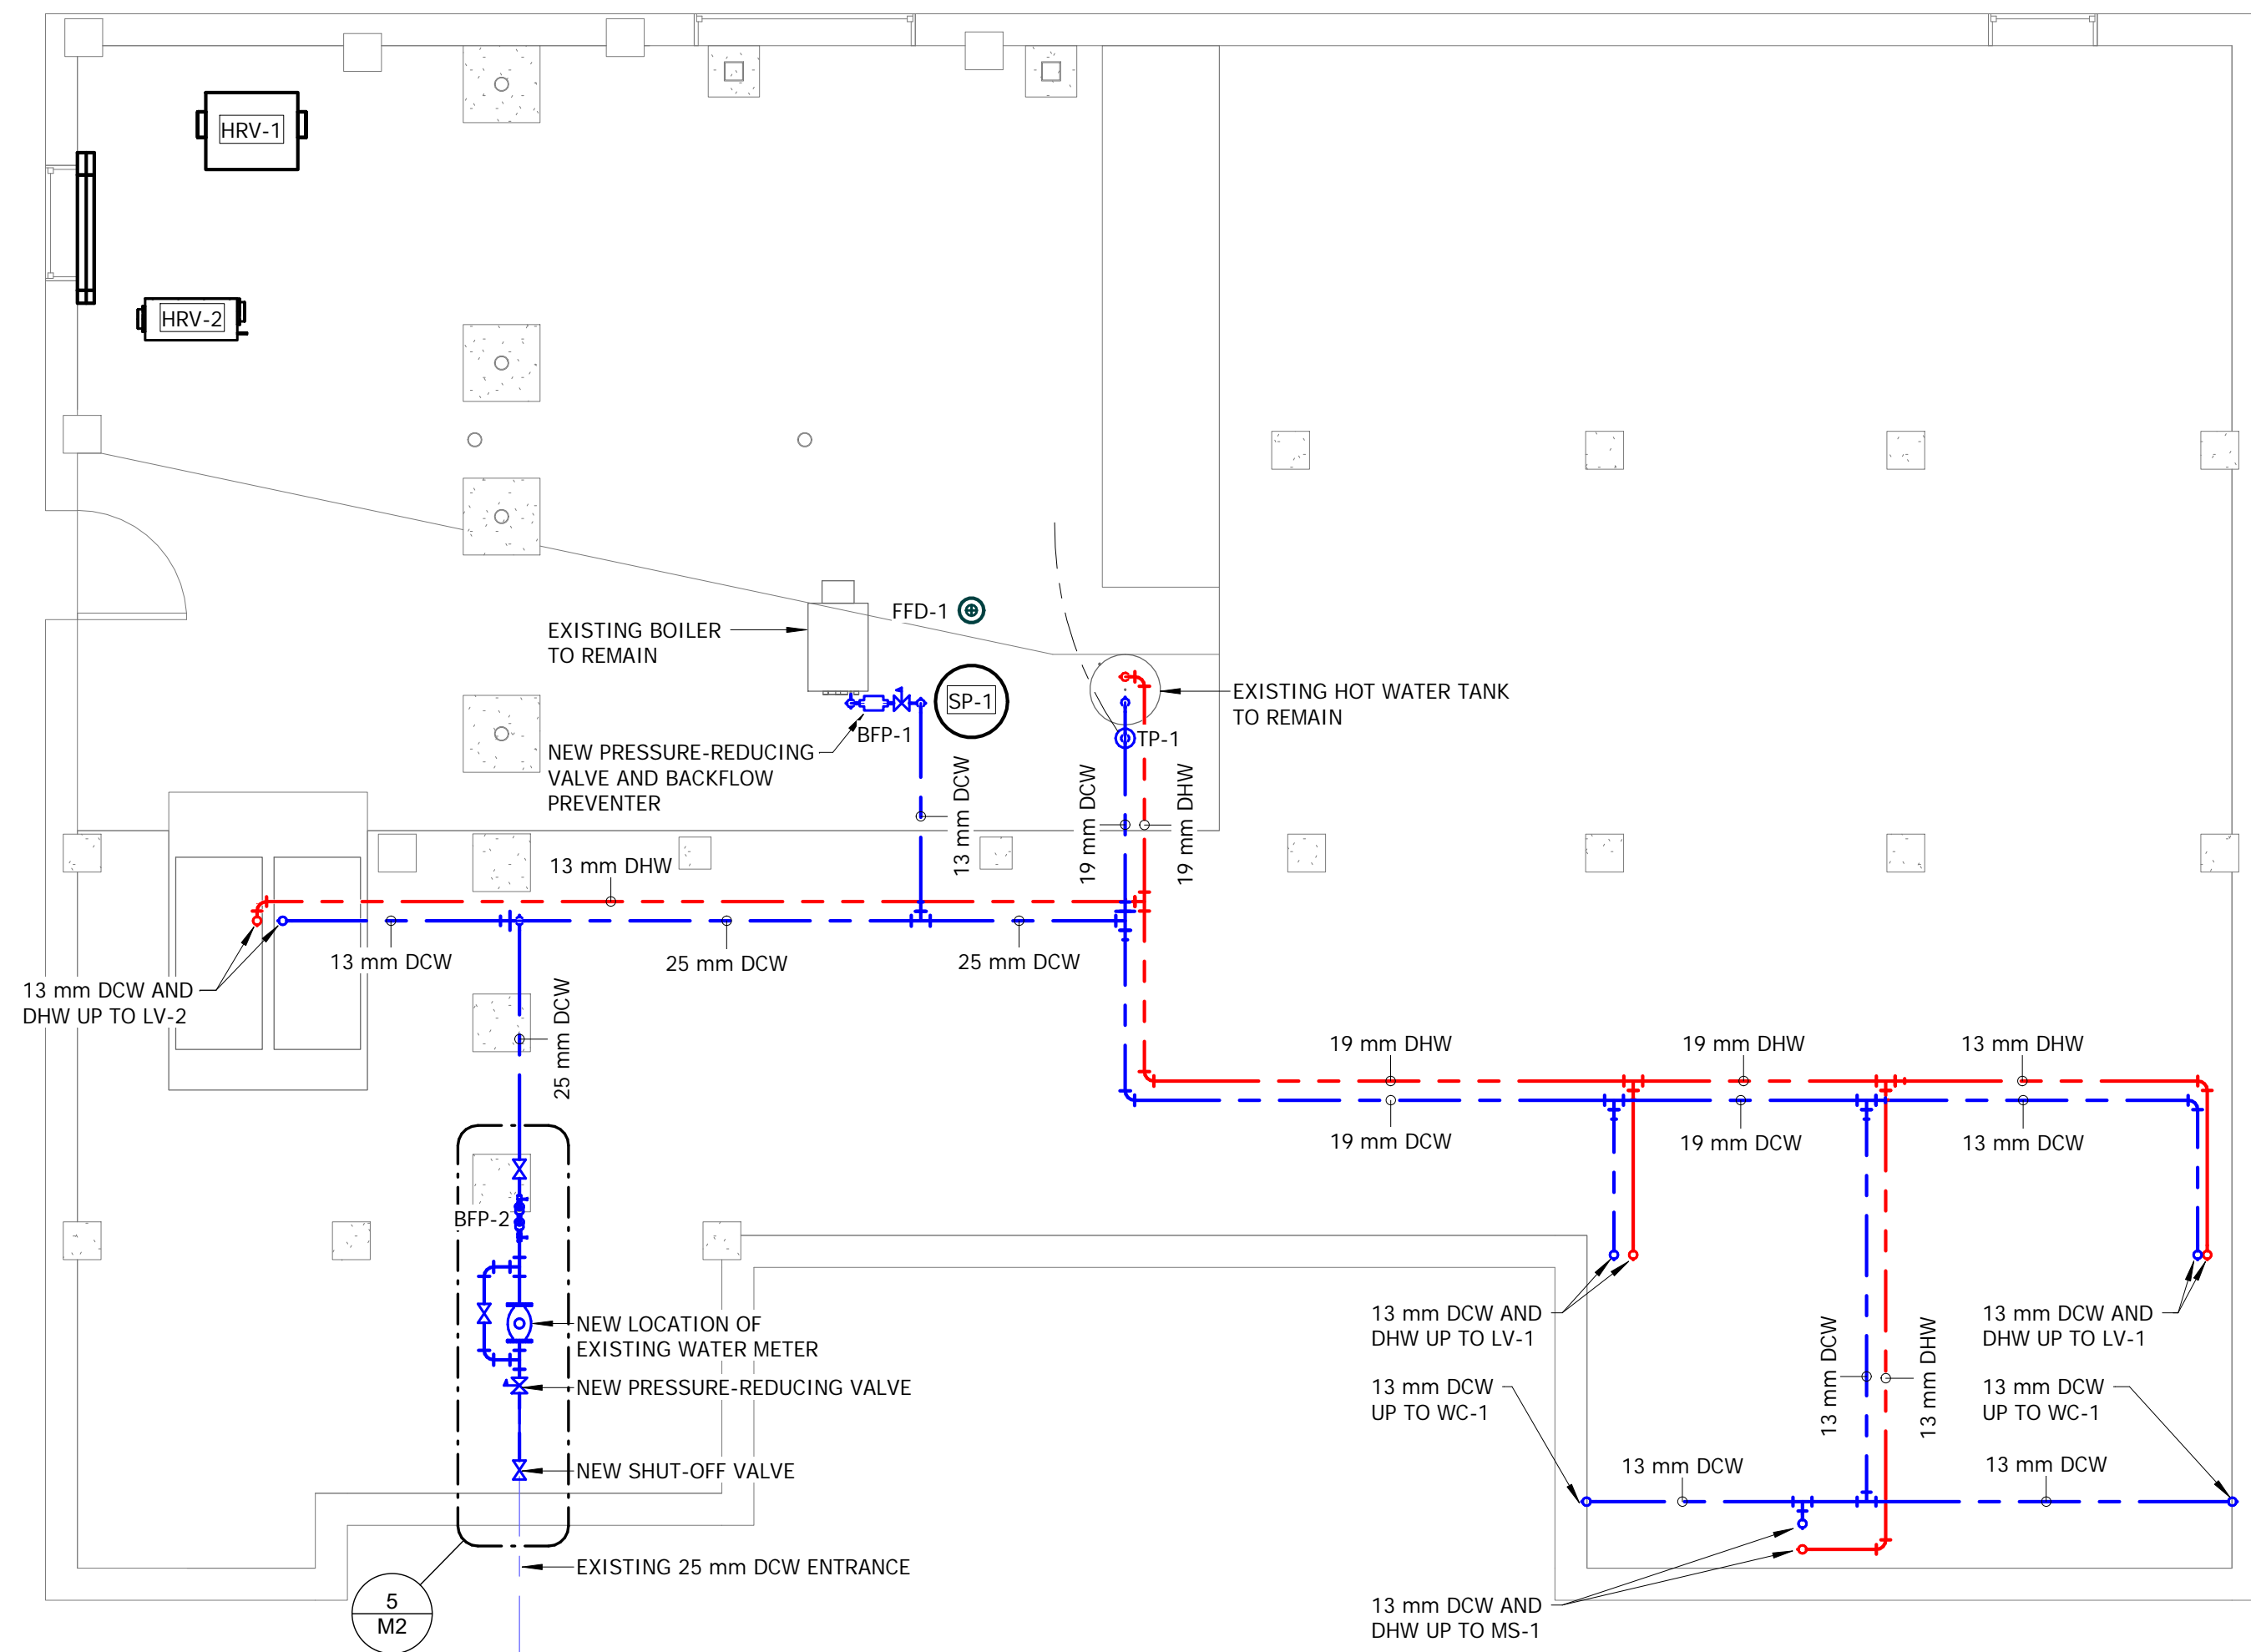 HRV-1
HRV-2
FFD-1
EXISTING BOILER
TO REMAIN
SP-1
EXISTING HOT WATER TANK
TO REMAIN
BFP-1
TP-1
NEW PRESSURE-REDUCING
VALVE AND BACKFLOW
PREVENTER
13 mm DCW
19 mm DCW
19 mm DHW
13 mm DHW
13 mm DCW
25 mm DCW
25 mm DCW
13 mm DCW AND
DHW UP TO LV-2
25 mm DCW
19 mm DHW
19 mm DHW
13 mm DHW
19 mm DCW
19 mm DCW
13 mm DCW
BFP-2
NEW LOCATION OF
EXISTING WATER METER
NEW PRESSURE-REDUCING VALVE
NEW SHUT-OFF VALVE
EXISTING 25 mm DCW ENTRANCE
5
M2
13 mm DCW AND
DHW UP TO LV-1
13 mm DCW
UP TO WC-1
13 mm DCW
13 mm DHW
13 mm DCW AND
DHW UP TO LV-1
13 mm DCW
UP TO WC-1
13 mm DCW
13 mm DCW
13 mm DCW AND
DHW UP TO MS-1